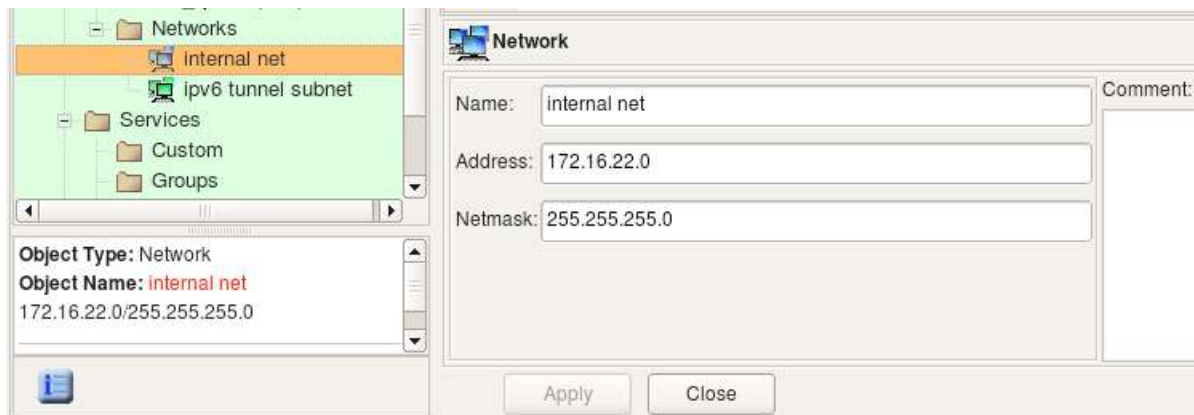 Networks
internal net
ipv6 tunnel subnet
Services
Custom
Groups
Object Type: Network
Object Name: internal net
172.16.22.0/255.255.255.0
Network
Name: internal net
Comment:
Address: 172.16.22.0
Netmask: 255.255.255.0
Apply
Close